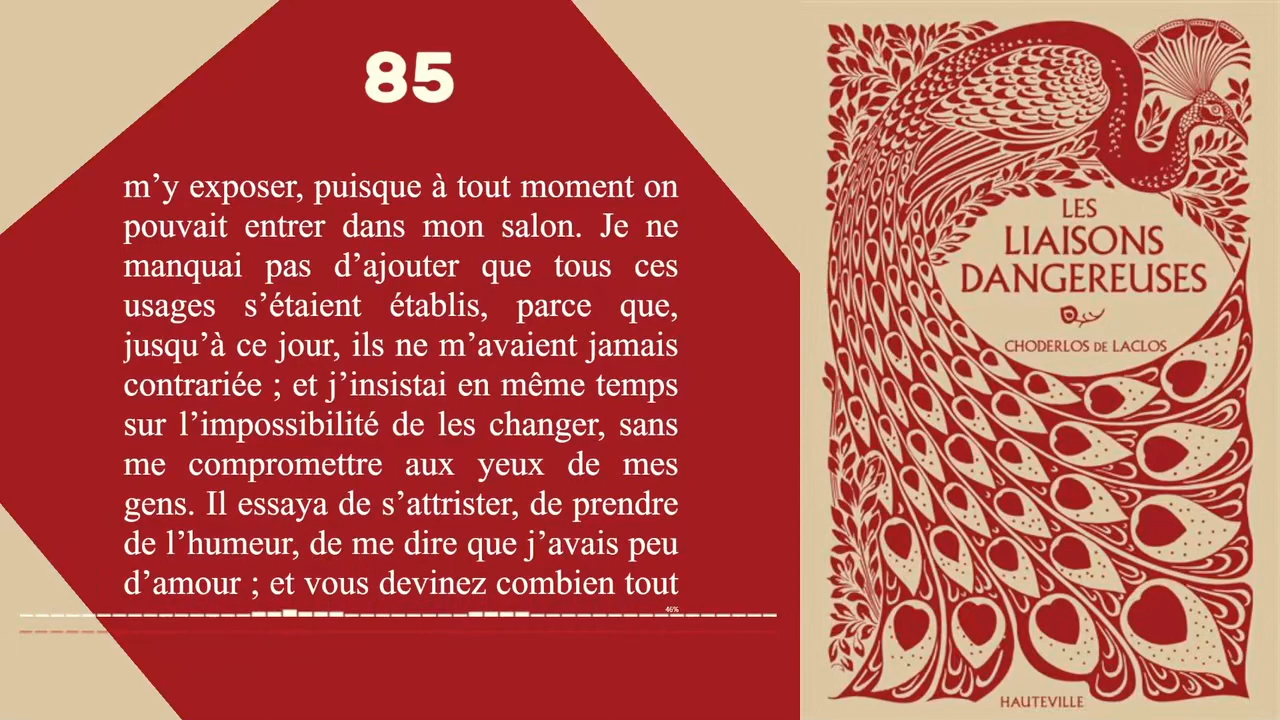 85
m’y exposer, puisque à tout moment on
pouvait entrer dans mon salon. Je ne
manquai pas d’ajouter que tous ces
usages s’étaient établis, parce que,
jusqu’à ce jour, ils ne m’avaient jamais
contrariée ; et j’insistai en même temps
sur l’impossibilité de les changer, sans
me compromettre aux yeux de mes
gens. Il essaya de s’attrister, de prendre
de l’humeur, de me dire que j’avais peu
d’amour ; et vous devinez combien tout
46%
LES
LIAISONS
DANGEREUSES
CHODERLOS DE LACLOS
HAUTEVILLE